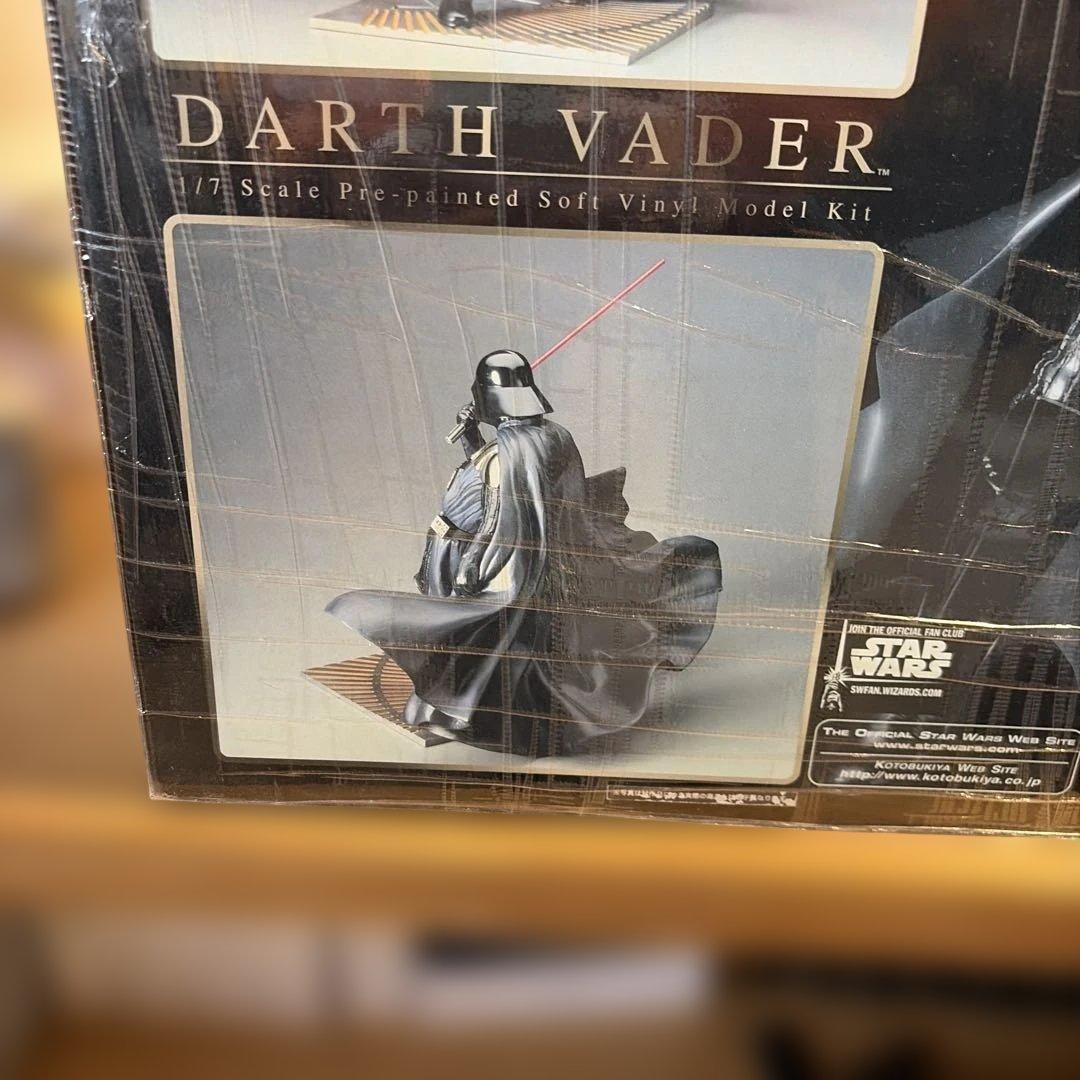 DARTH VADER™
1/7 Scale Pre-painted Soft Vinyl Model Kit
JOIN THE OFFICIAL FAN CLUB
STAR
WARS
SWFAN.WIZARDS.COM
THE OFFICIAL STAR WARS WEB SITE
www.starwars.com
KOTOBUKIYA WEB SITE
http://www.kotobukiya.co.jp